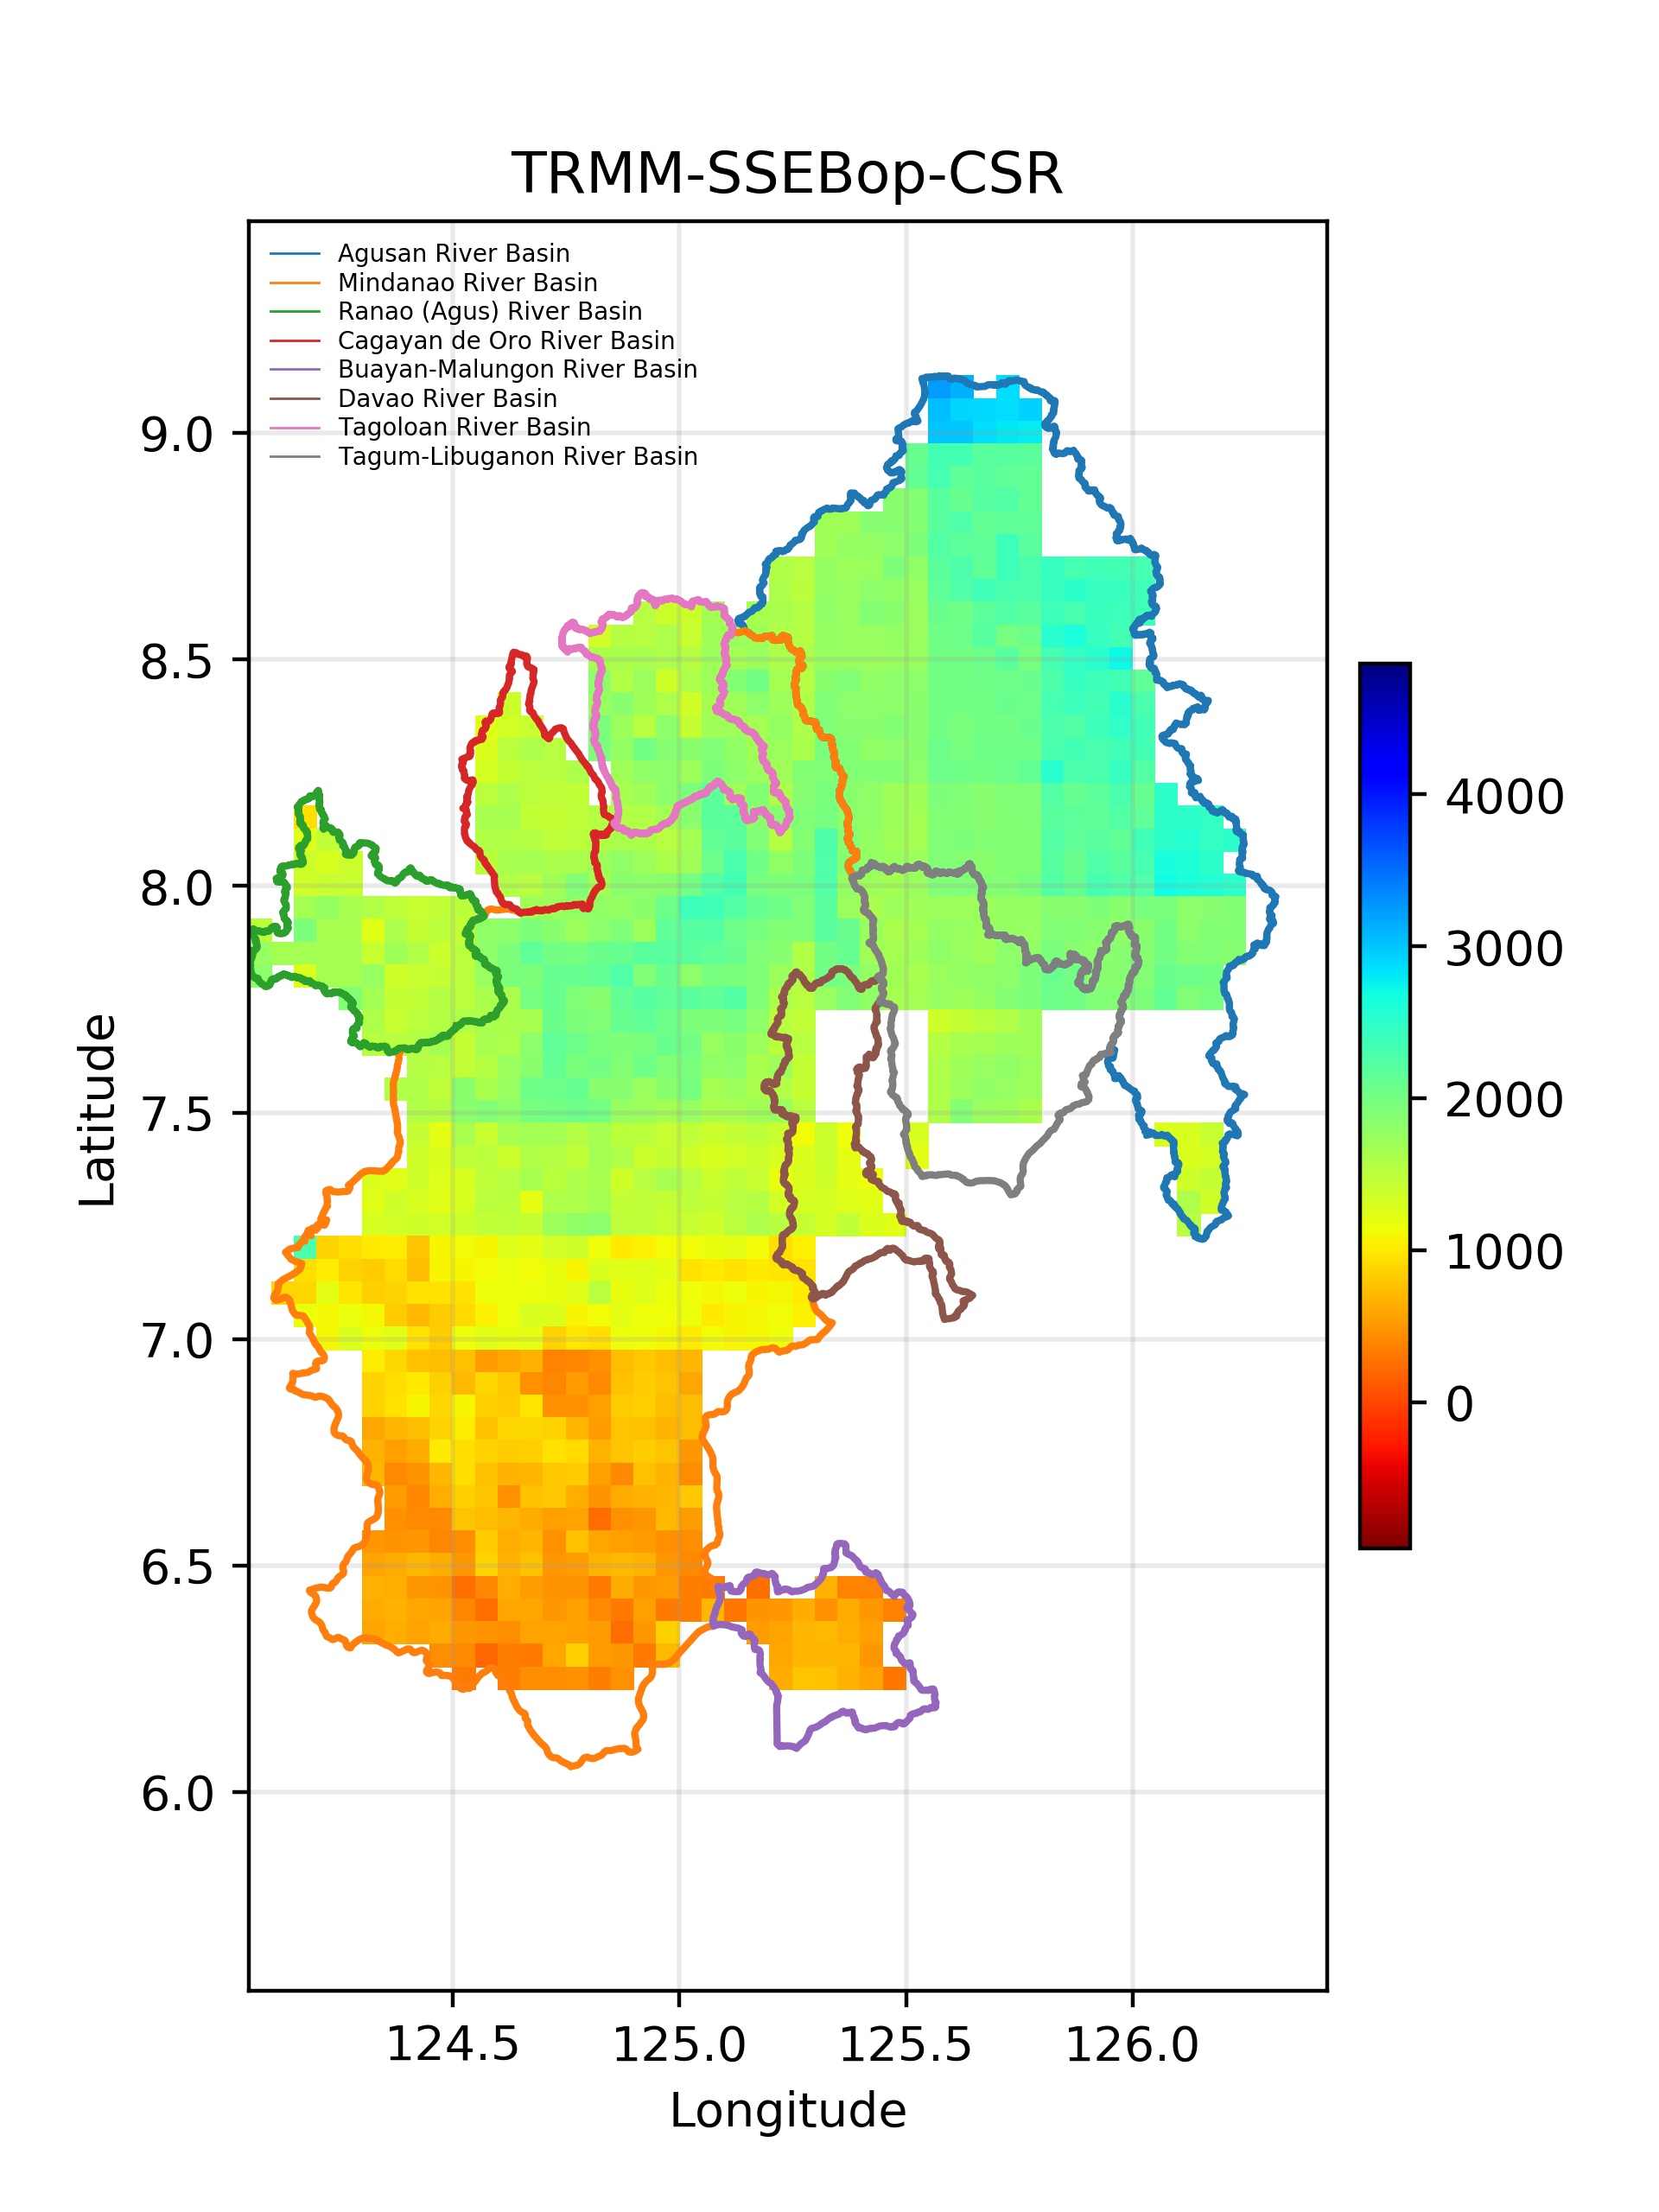 TRMM-SSEBop-CSR
Agusan River Basin
Mindanao River Basin
Ranao (Agus) River Basin
Cagayan de Oro River Basin
Buayan-Malungon River Basin
Davao River Basin
Tagoloan River Basin
Tagum-Libuganon River Basin
9.0
8.5
8.0
7.5
7.0
6.5
6.0
Latitude
124.5
125.0
125.5
126.0
Longitude
4000
3000
2000
1000
0